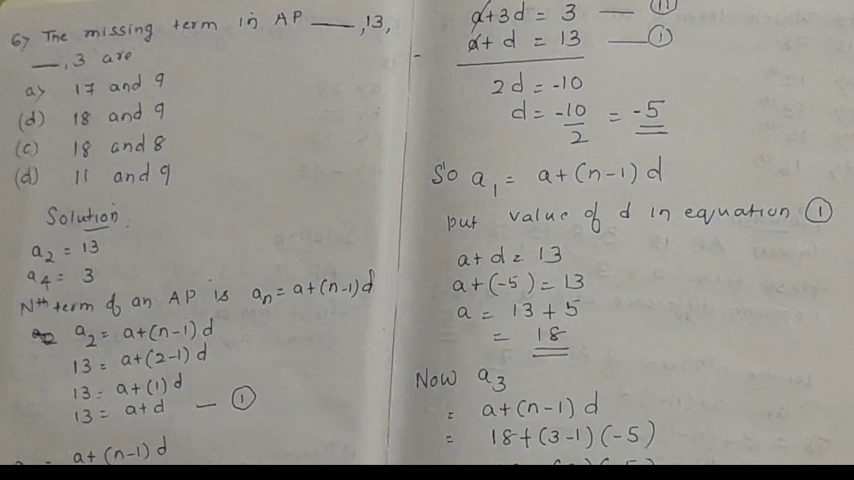 6) The missing term in AP ___, 13,
___, 3 are
a) 17 and 9
(d) 18 and 9
(c) 18 and 8
(d) 11 and 9
Solution:
a₂ = 13
a₄ = 3
Nth term of an AP is aₙ = a+(n-1)d
a₂ = a+(n-1)d
13 = a+(2-1)d
13 = a+(1)d
13 = a+d — ①
a+(n-1)d
a+3d = 3 — ⑪
- a+d = 13 — ①
2d = -10
d = -10/2 = -5
So a₁ = a+(n-1)d
put value of d in equation ①
a+d = 13
a+(-5) = 13
a = 13+5
= 18
Now a₃
= a+(n-1)d
= 18+(3-1)(-5)